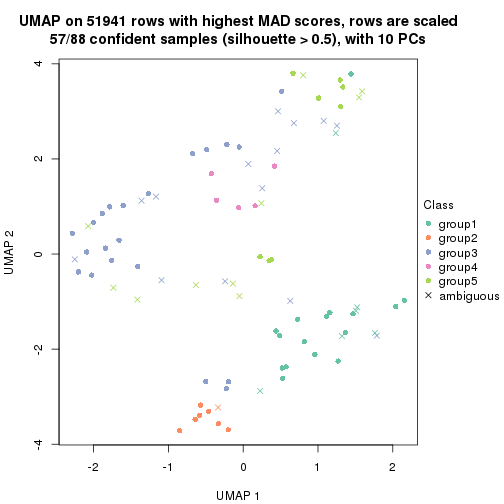 UMAP on 51941 rows with highest MAD scores, rows are scaled
57/88 confident samples (silhouette > 0.5), with 10 PCs
4
2
0
-2
-4
UMAP 2
-2
-1
0
1
2
UMAP 1
Class
group1
group2
group3
group4
group5
ambiguous